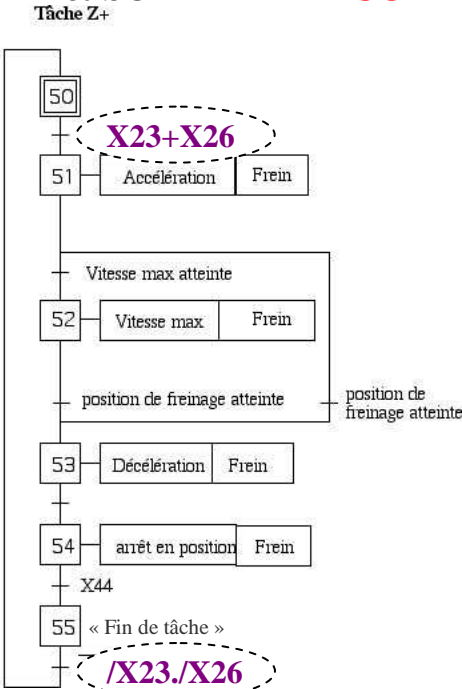 Tâche Z+
50
X23+X26
51 Accélération Frein
Vitesse max atteinte
52 Vitesse max Frein
position de freinage atteinte
position de
freinage atteinte
53 Décélération Frein
54 arrêt en position Frein
X44
55 « Fin de tâche »
/X23./X26